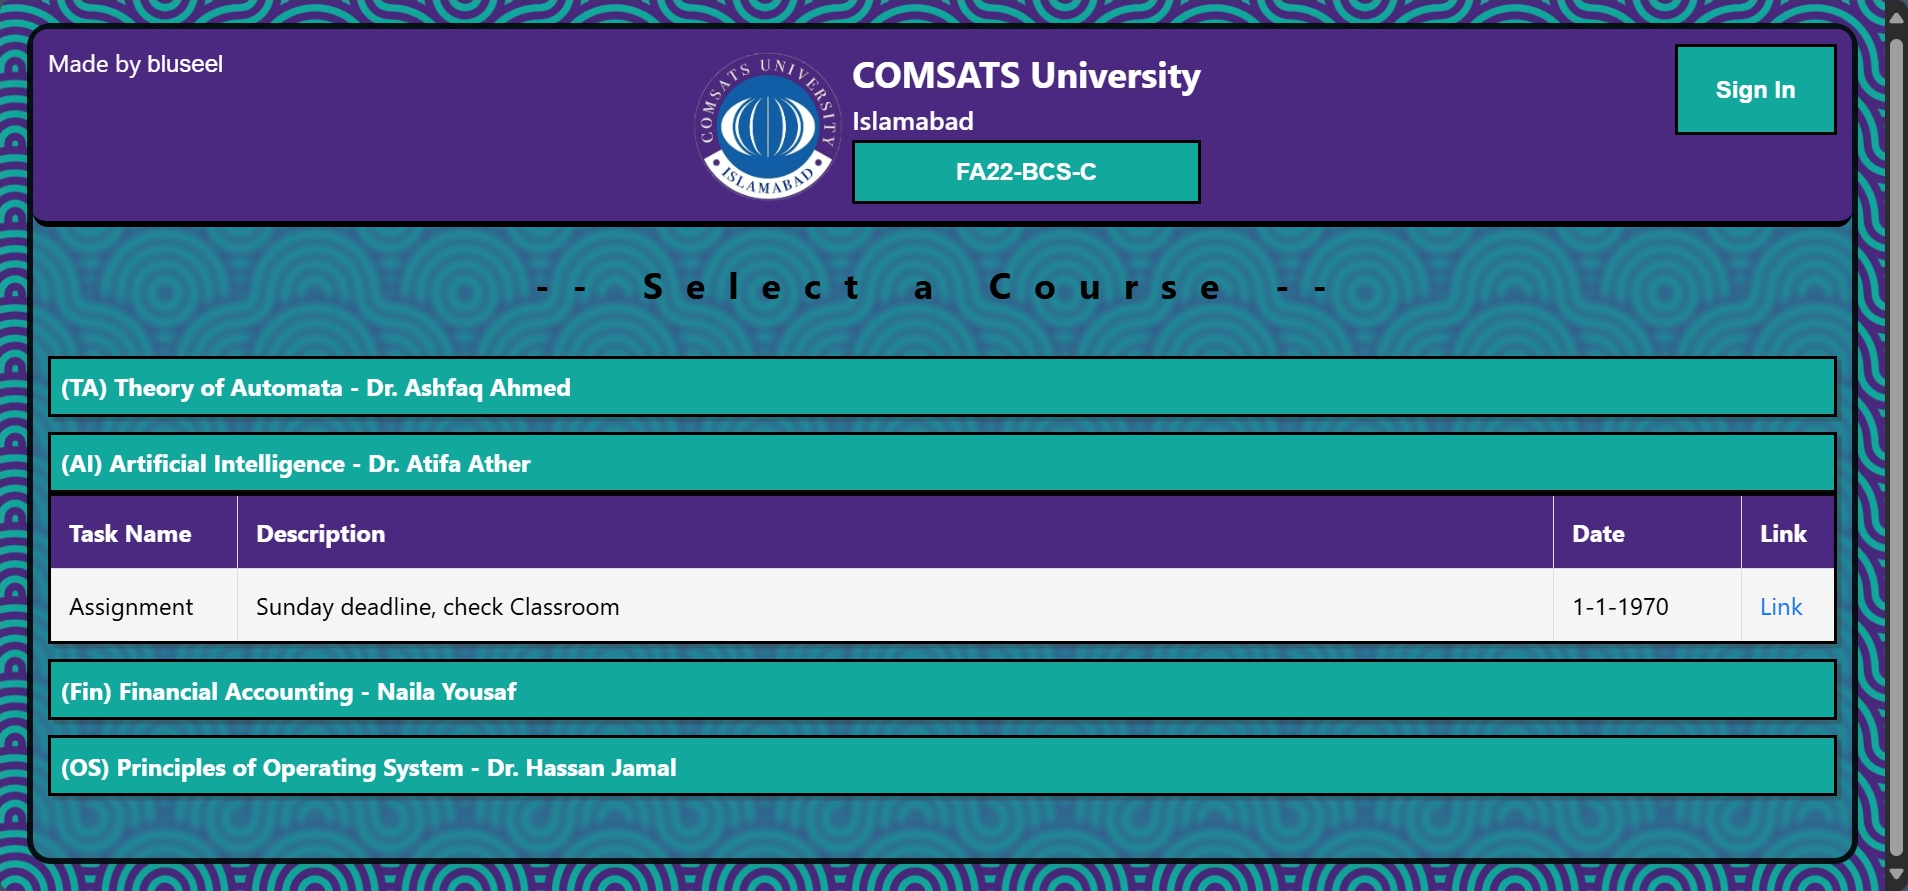 Made by bluseel
COMSATS UNIVERSITY
ISLAMABAD
COMSATS University
Islamabad
FA22-BCS-C
Sign In
-- Select a Course --
(TA) Theory of Automata - Dr. Ashfaq Ahmed
(AI) Artificial Intelligence - Dr. Atifa Ather
Task Name Description Date Link
Assignment Sunday deadline, check Classroom 1-1-1970 Link
(Fin) Financial Accounting - Naila Yousaf
(OS) Principles of Operating System - Dr. Hassan Jamal